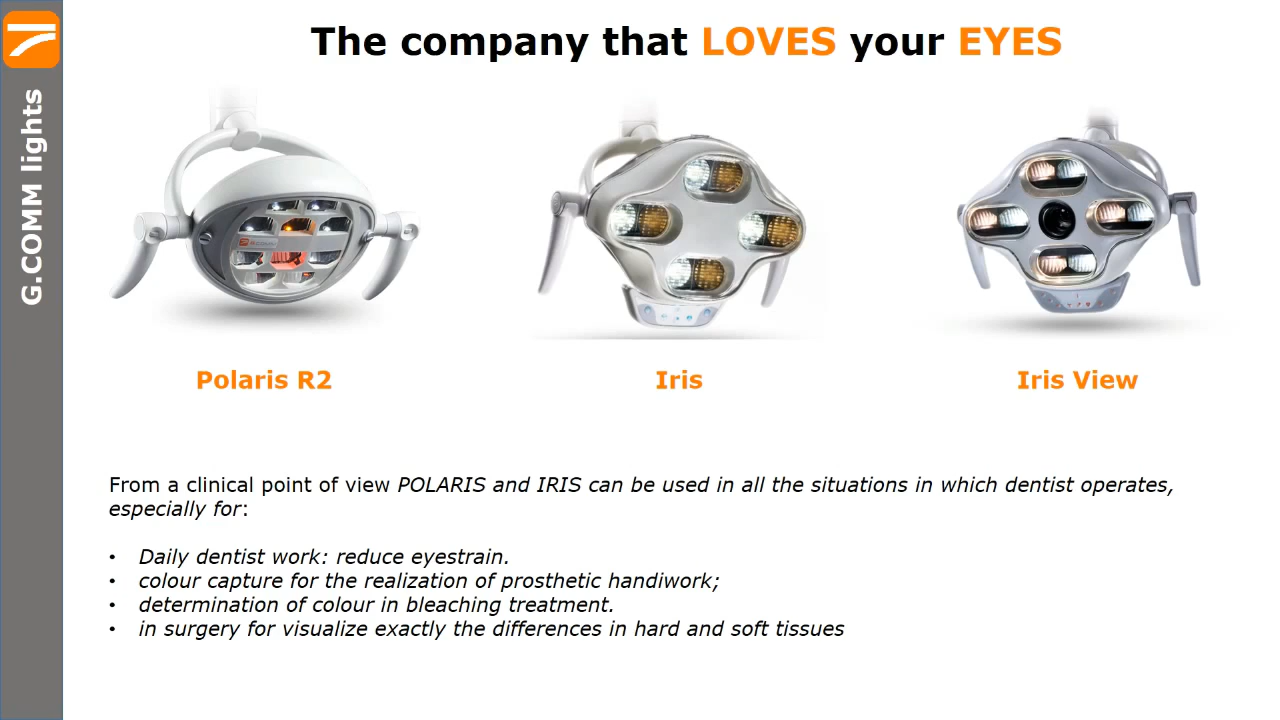 The company that LOVES your EYES
G.COMM lights
Polaris R2
Iris
Iris View
From a clinical point of view POLARIS and IRIS can be used in all the situations in which dentist operates,
especially for:
• Daily dentist work: reduce eyestrain.
• colour capture for the realization of prosthetic handiwork;
• determination of colour in bleaching treatment.
• in surgery for visualize exactly the differences in hard and soft tissues